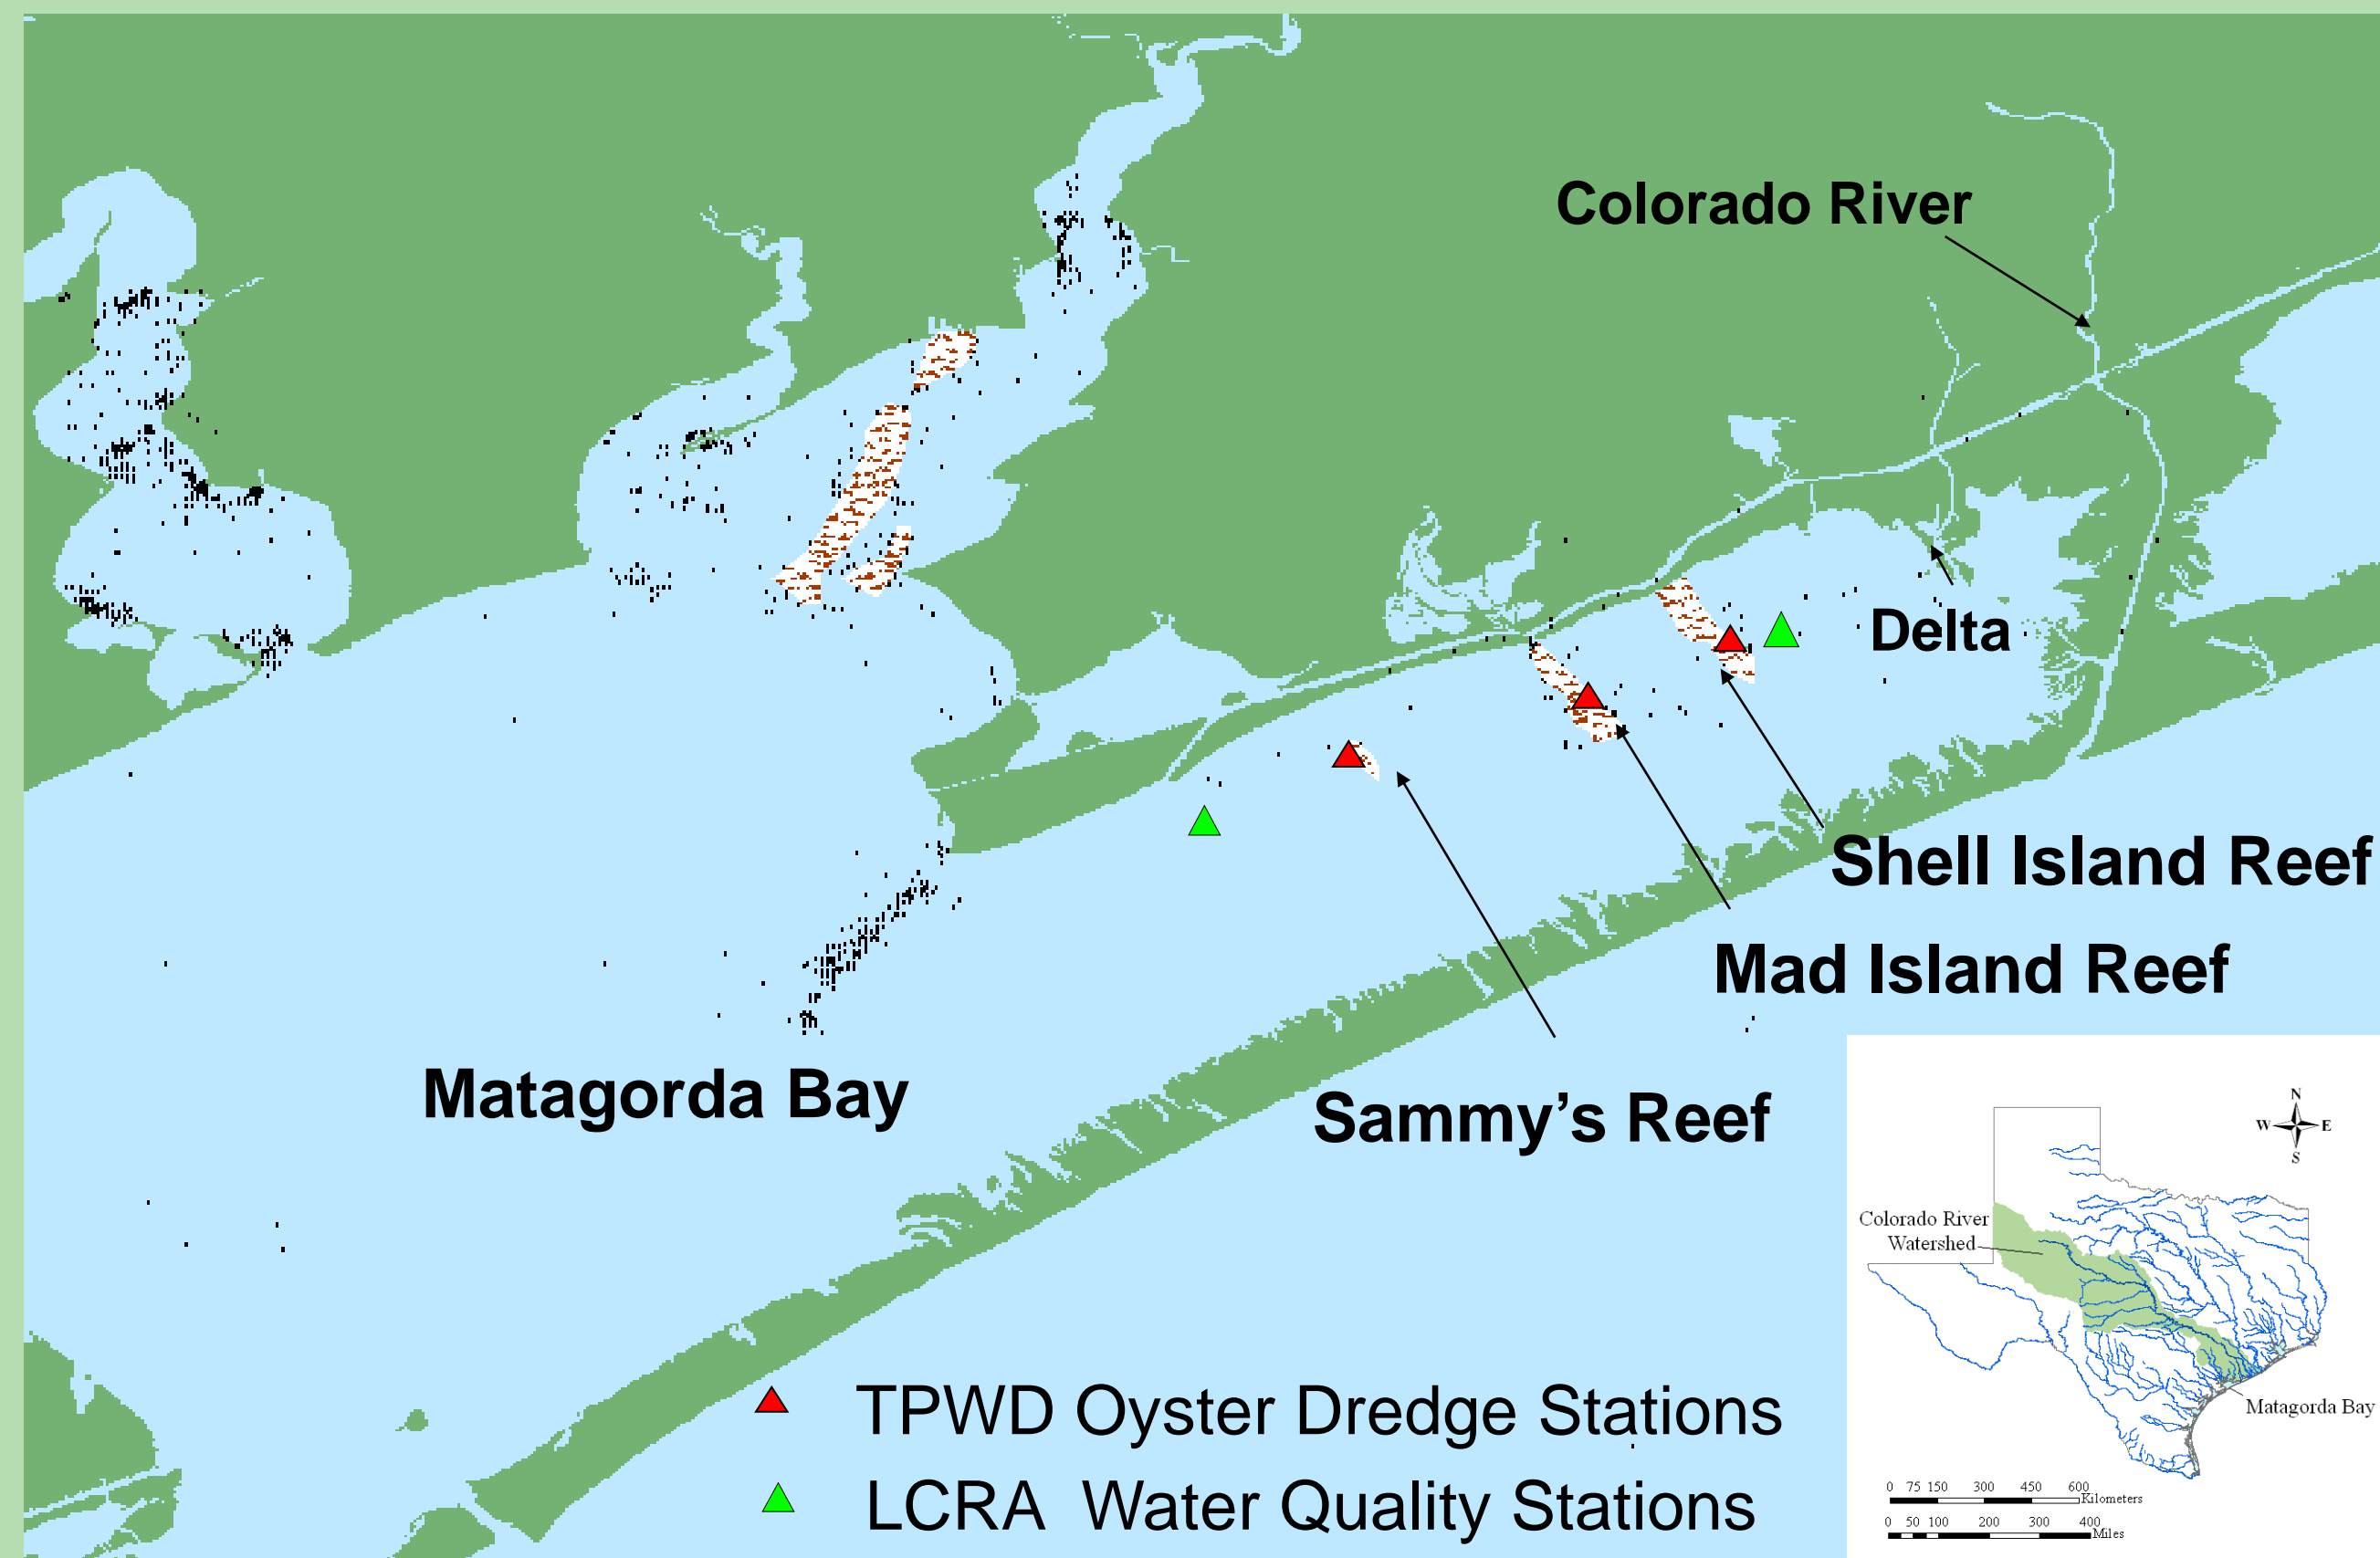 Colorado River
Delta
Shell Island Reef
Mad Island Reef
Matagorda Bay
Sammy’s Reef
TPWD Oyster Dredge Stations
LCRA  Water Quality Stations
N
W E
S
Colorado River
Watershed
Matagorda Bay
0 75 150 300 450 600
Kilometers
0 50 100 200 300 400
Miles